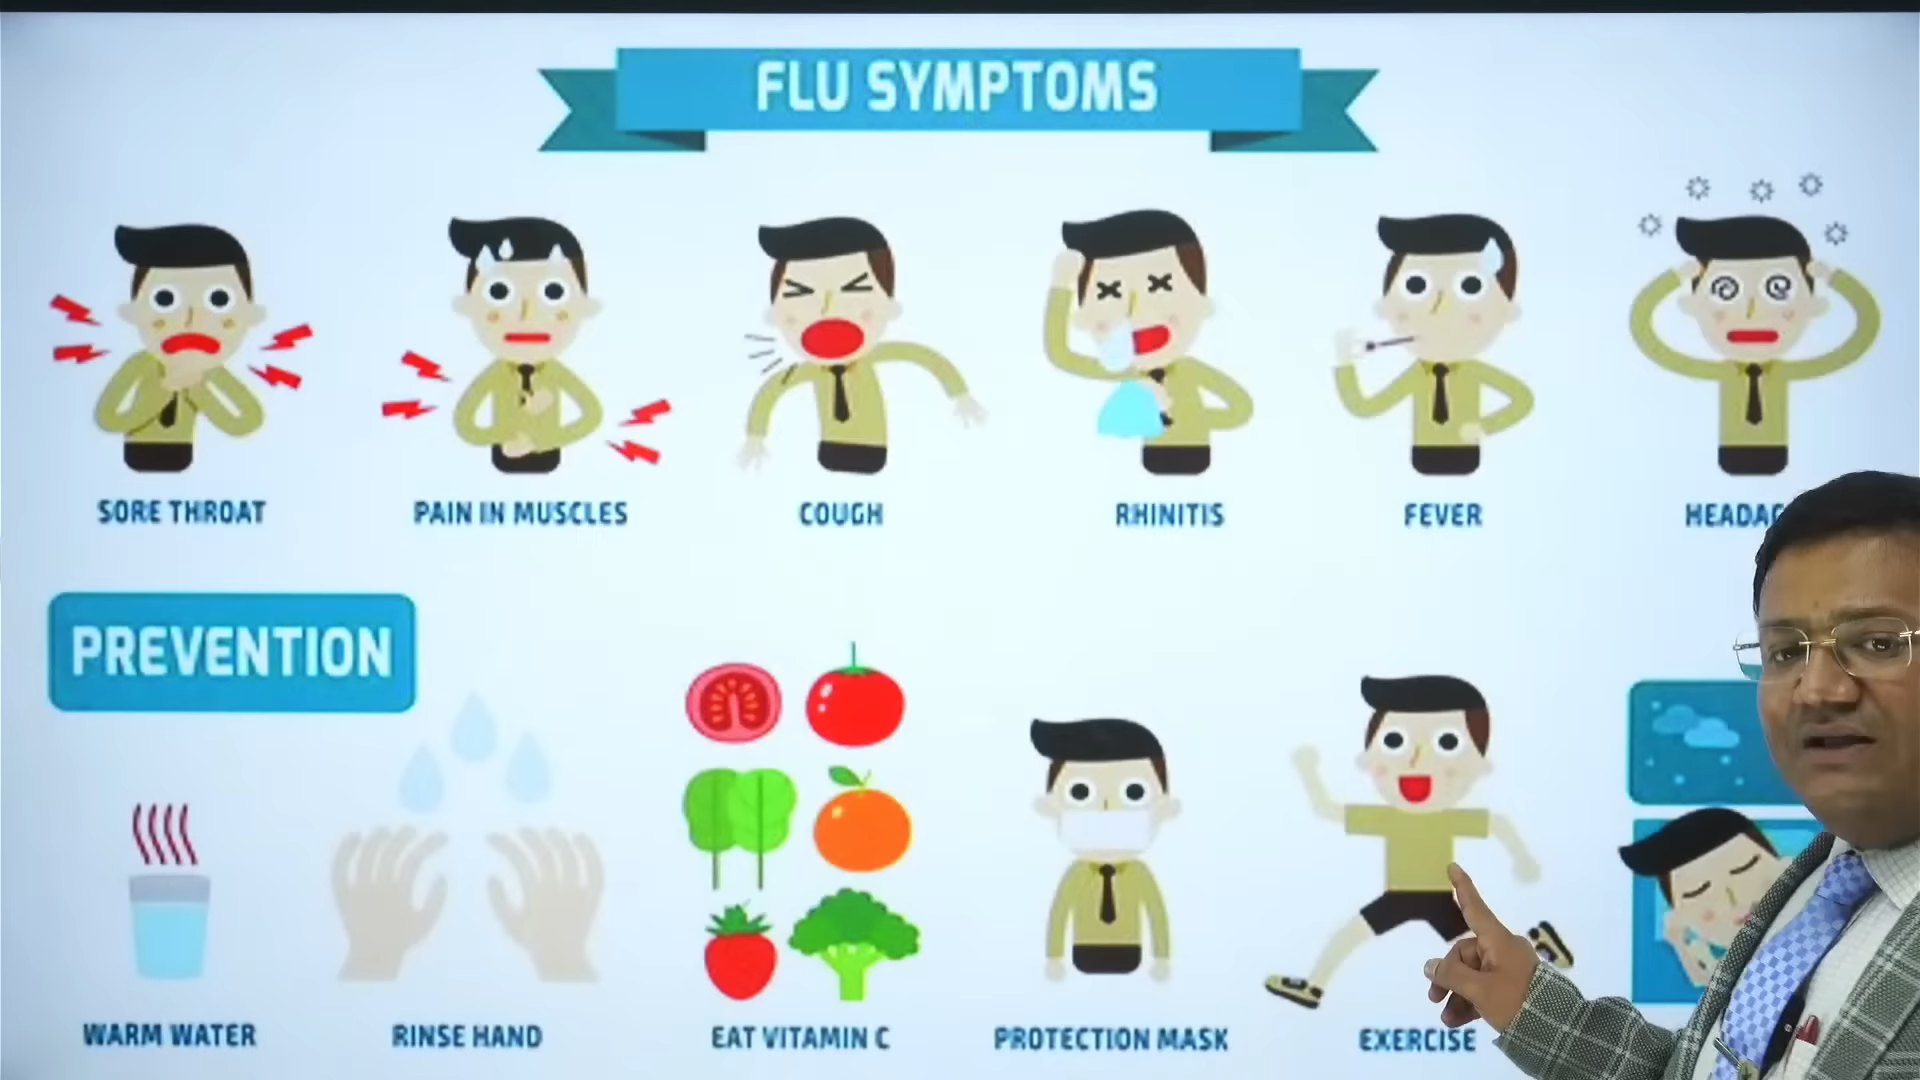 FLU SYMPTOMS
SORE THROAT
PAIN IN MUSCLES
COUGH
RHINITIS
FEVER
PREVENTION
WARM WATER
RINSE HAND
EAT VITAMIN C
PROTECTION MASK
EXERCISE